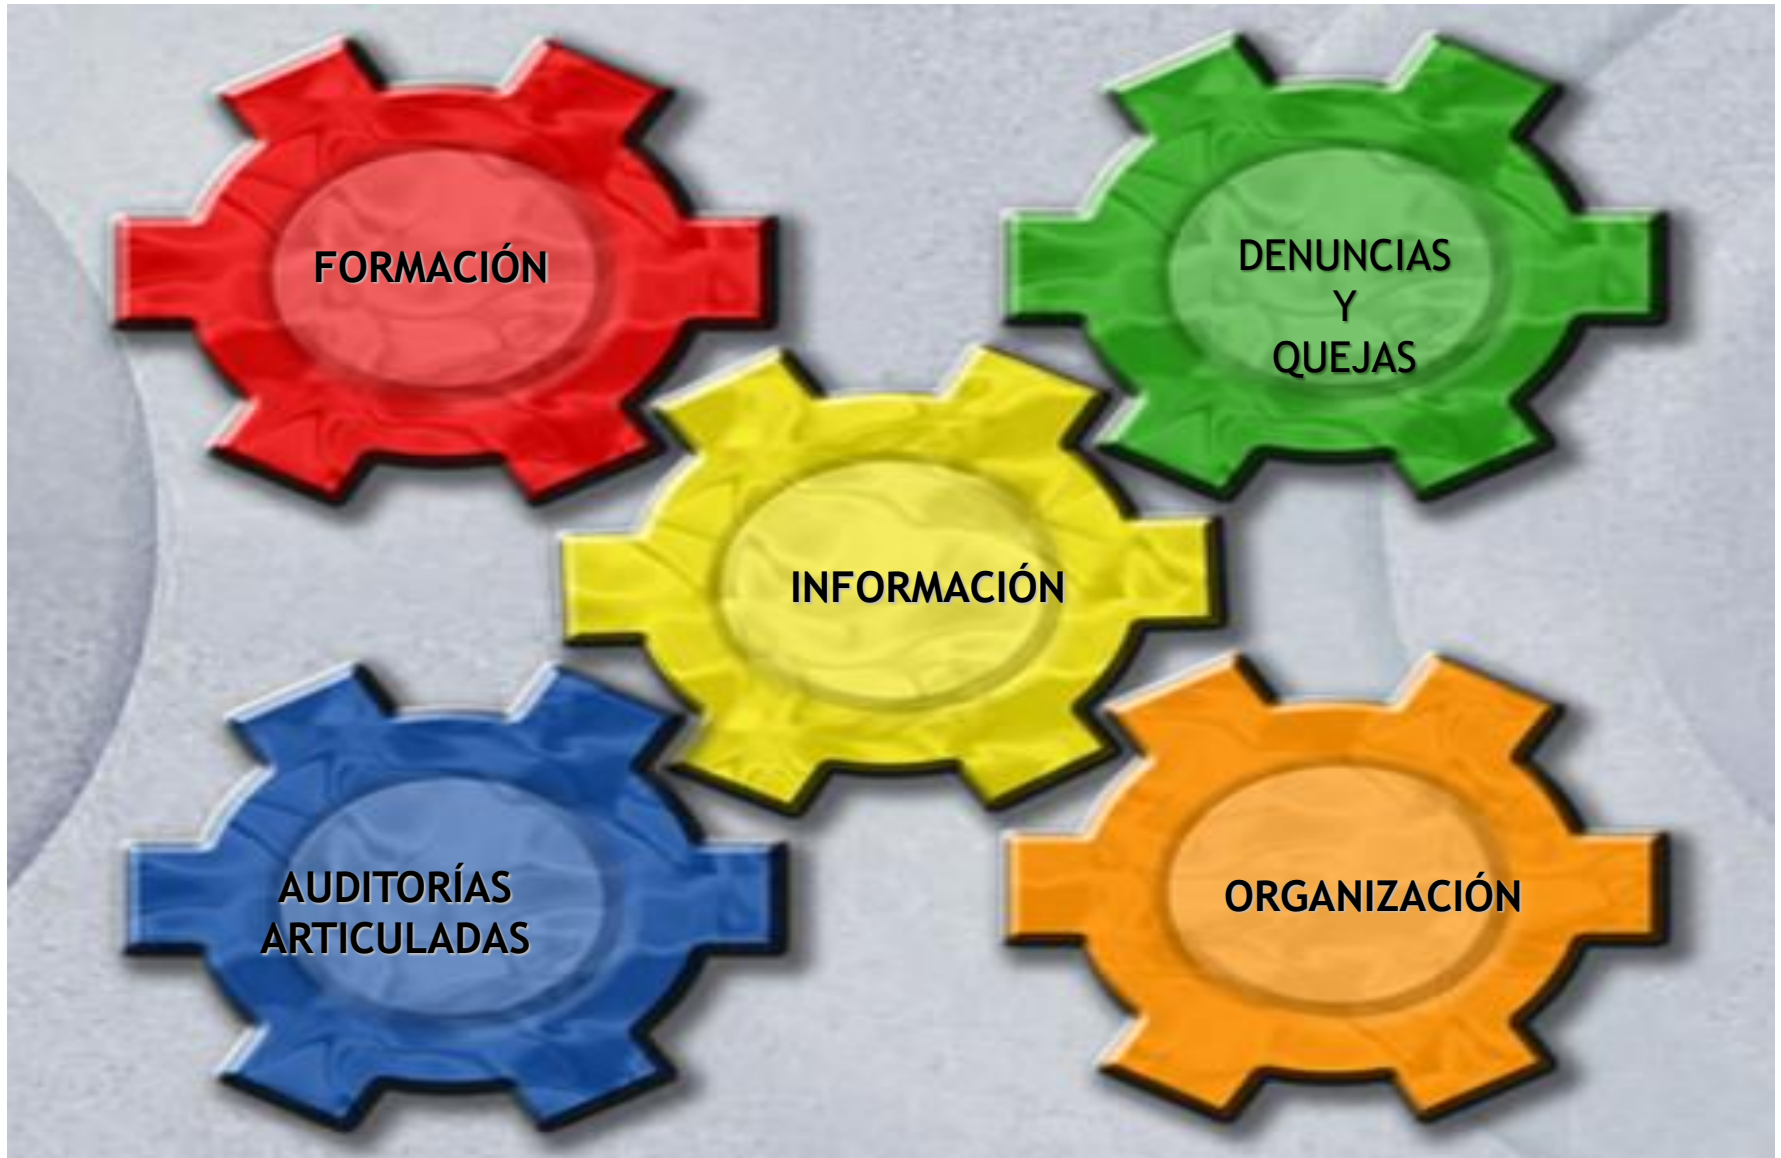 FORMACIÓN
DENUNCIAS
Y
QUEJAS
INFORMACIÓN
AUDITORÍAS
ARTICULADAS
ORGANIZACIÓN